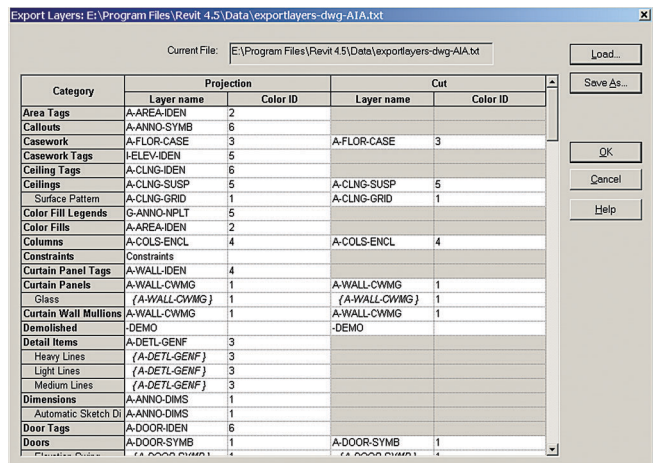 Export Layers: E:\Program Files\Revit 4.5\Data\exportlayers-dwg-AIA.txt
Current File: E:\Program Files\Revit 4.5\Data\exportlayers-dwg-AIA.txt
Load...
Save As...
OK
Cancel
Help
Category Projection Cut
Layer name Color ID Layer name Color ID
Area Tags A-AREA-IDEN 2
Callouts A-ANNO-SYMB 6
Casework A-FLOR-CASE 3 A-FLOR-CASE 3
Casework Tags I-ELEV-IDEN 5
Ceiling Tags A-CLNG-IDEN 6
Ceilings A-CLNG-SUSP 5 A-CLNG-SUSP 5
Surface Pattern A-CLNG-GRID 1 A-CLNG-GRID 1
Color Fill Legends G-ANNO-NPLT 5
Color Fills A-AREA-IDEN 2
Columns A-COLS-ENCL 4 A-COLS-ENCL 4
Constraints Constraints
Curtain Panel Tags A-WALL-IDEN 4
Curtain Panels A-WALL-CWMG 1 A-WALL-CWMG 1
Glass { A-WALL-CWMG } 1 { A-WALL-CWMG } 1
Curtain Wall Mullions A-WALL-CWMG 1 A-WALL-CWMG 1
Demolished -DEMO -DEMO
Detail Items A-DETL-GENF 3
Heavy Lines { A-DETL-GENF } 3
Light Lines { A-DETL-GENF } 3
Medium Lines { A-DETL-GENF } 3
Dimensions A-ANNO-DIMS 1
Automatic Sketch Di A-ANNO-DIMS 1
Door Tags A-DOOR-IDEN 6
Doors A-DOOR-SYMB 1 A-DOOR-SYMB 1
Elevation Swing { A-DOOR-SYMB } 1 { A-DOOR-SYMB } 1